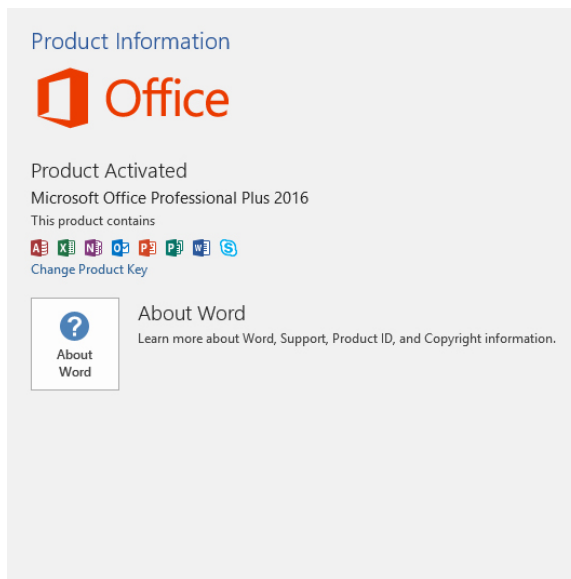 Product Information
Office
Product Activated
Microsoft Office Professional Plus 2016
This product contains
Change Product Key
About Word
Learn more about Word, Support, Product ID, and Copyright information.
?
About
Word